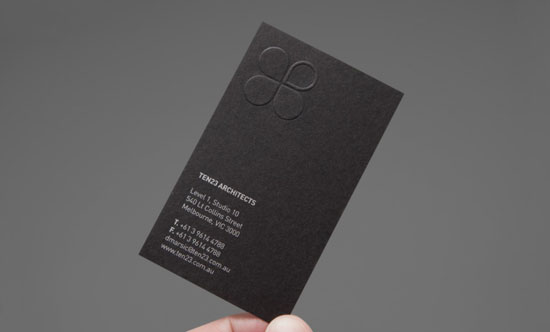 TEN23 ARCHITECTS
Level 1, Studio 10
540 Lt Collins Street
Melbourne, VIC 3000
T. +61 3 9614 4788
F. +61 3 9614 4788
dmarsic@ten23.com.au
www.ten23.com.au